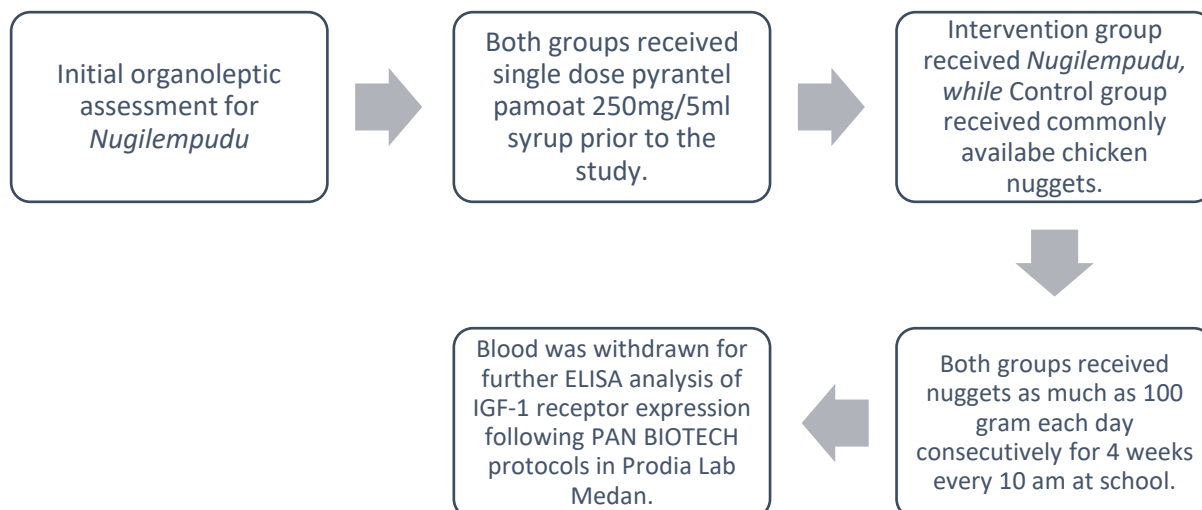 Initial organoleptic
assessment for
Nugilempudu
Both groups received
single dose pyrantel
pamoat 250mg/5ml
syrup prior to the
study.
Intervention group
received Nugilempudu,
while Control group
received commonly
availabe chicken
nuggets.
Both groups received
nuggets as much as 100
gram each day
consecutively for 4 weeks
every 10 am at school.
Blood was withdrawn for
further ELISA analysis of
IGF-1 receptor expression
following PAN BIOTECH
protocols in Prodia Lab
Medan.